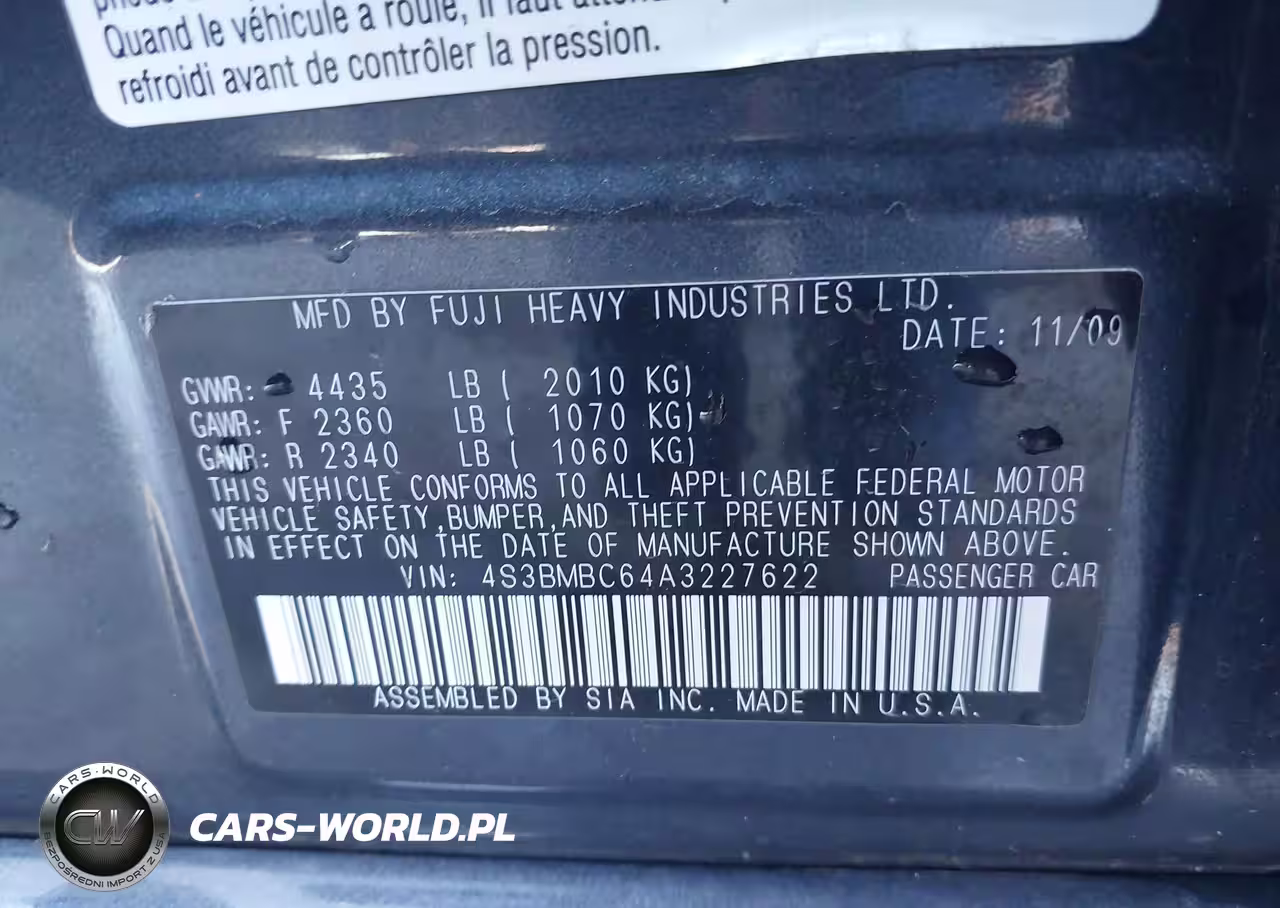 Quand le véhicule a roulé, il faut
refroidi avant de contrôler la pression.
MFD BY FUJI HEAVY INDUSTRIES LTD.
DATE: 11/09
GVWR: 4435 LB ( 2010 KG)
GAWR: F 2360 LB ( 1070 KG)
GAWR: R 2340 LB ( 1060 KG)
THIS VEHICLE CONFORMS TO ALL APPLICABLE FEDERAL MOTOR
VEHICLE SAFETY,BUMPER,AND THEFT PREVENTION STANDARDS
IN EFFECT ON THE DATE OF MANUFACTURE SHOWN ABOVE.
VIN: 4S3BMBC64A3227622 PASSENGER CAR
ASSEMBLED BY SIA INC. MADE IN U.S.A.
CARS-WORLD
CW
BEZPOŚREDNI IMPORT Z USA
CARS-WORLD.PL